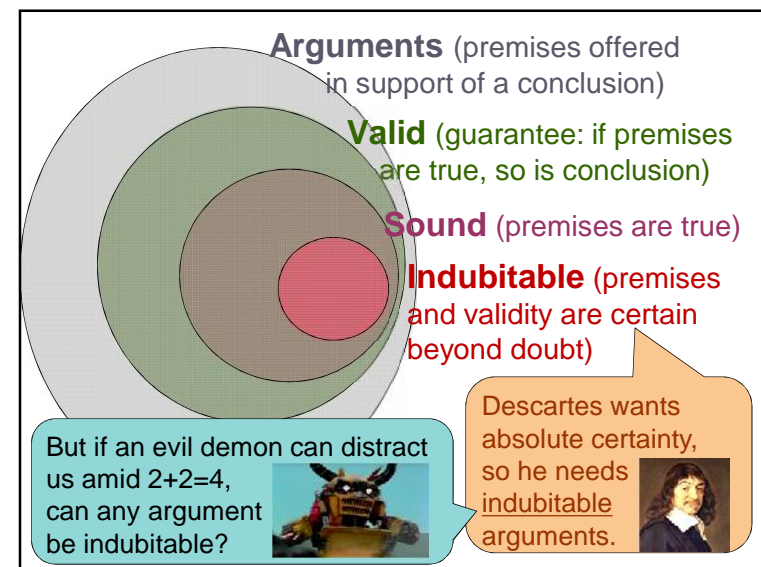 Arguments (premises offered
in support of a conclusion)
Valid (guarantee: if premises
are true, so is conclusion)
Sound (premises are true)
Indubitable (premises
and validity are certain
beyond doubt)
Descartes wants
absolute certainty,
so he needs
indubitable
arguments.
But if an evil demon can distract
us amid 2+2=4,
can any argument
be indubitable?